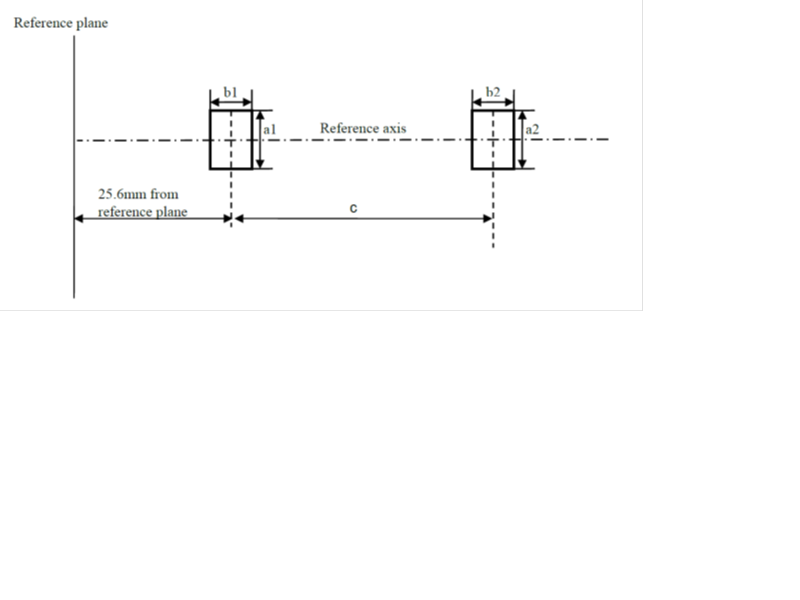 Reference plane
b1
b2
a1
Reference axis
a2
25.6mm from
reference plane
c